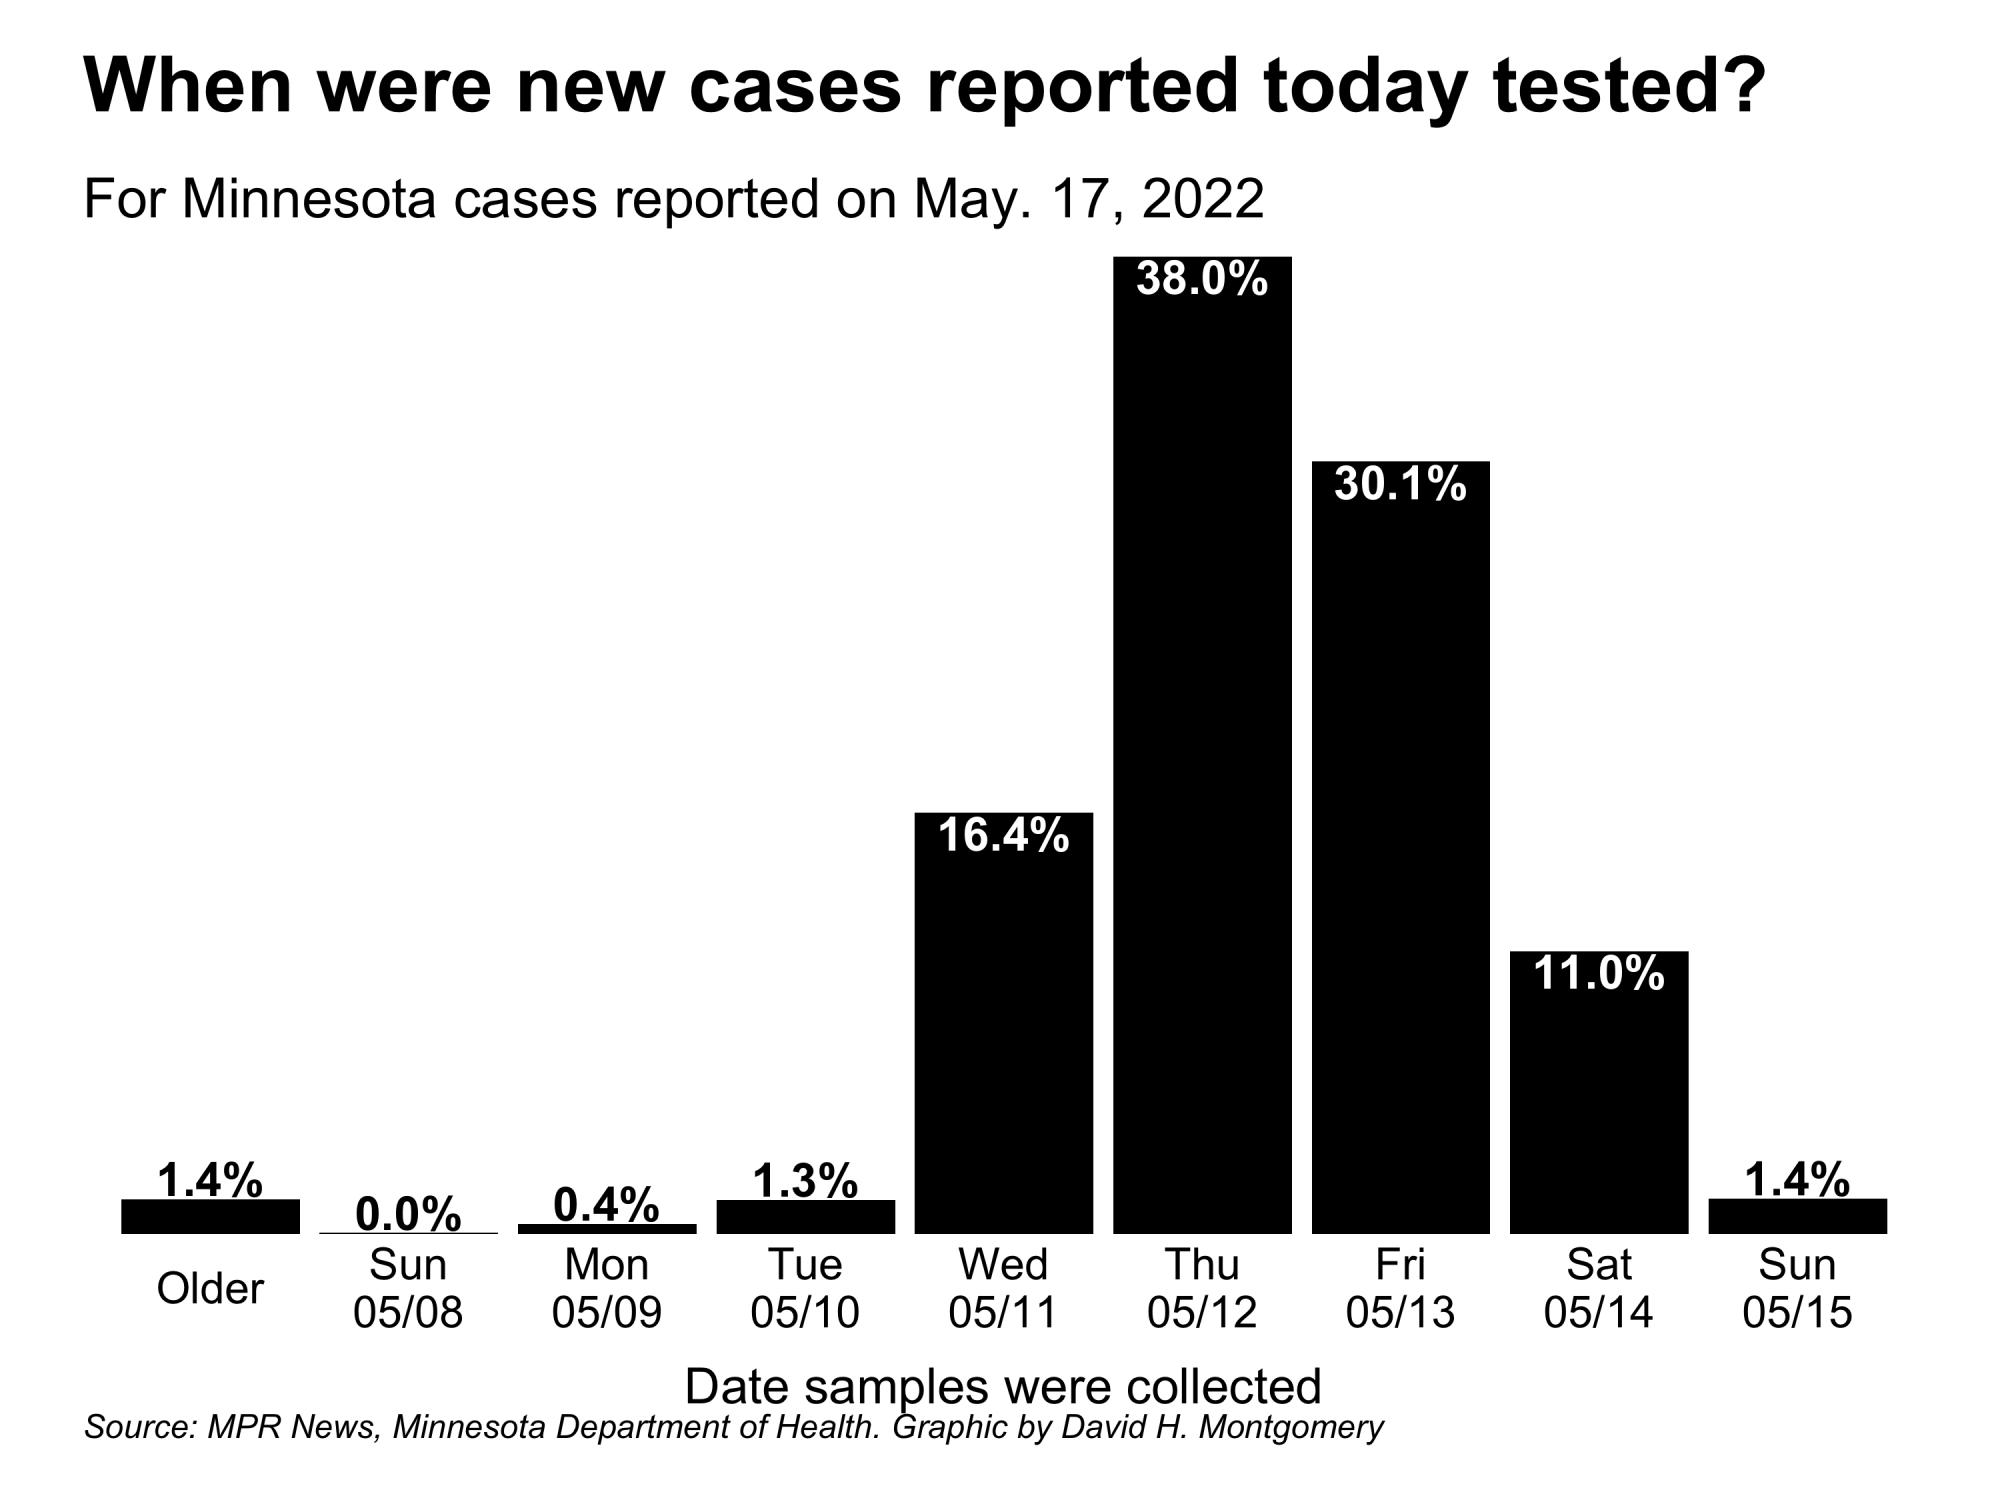 When were new cases reported today tested?
For Minnesota cases reported on May. 17, 2022
38.0%
30.1%
16.4%
11.0%
1.4%
0.0%
0.4%
1.3%
1.4%
Older
Sun
05/08
Mon
05/09
Tue
05/10
Wed
05/11
Thu
05/12
Fri
05/13
Sat
05/14
Sun
05/15
Date samples were collected
Source: MPR News, Minnesota Department of Health. Graphic by David H. Montgomery